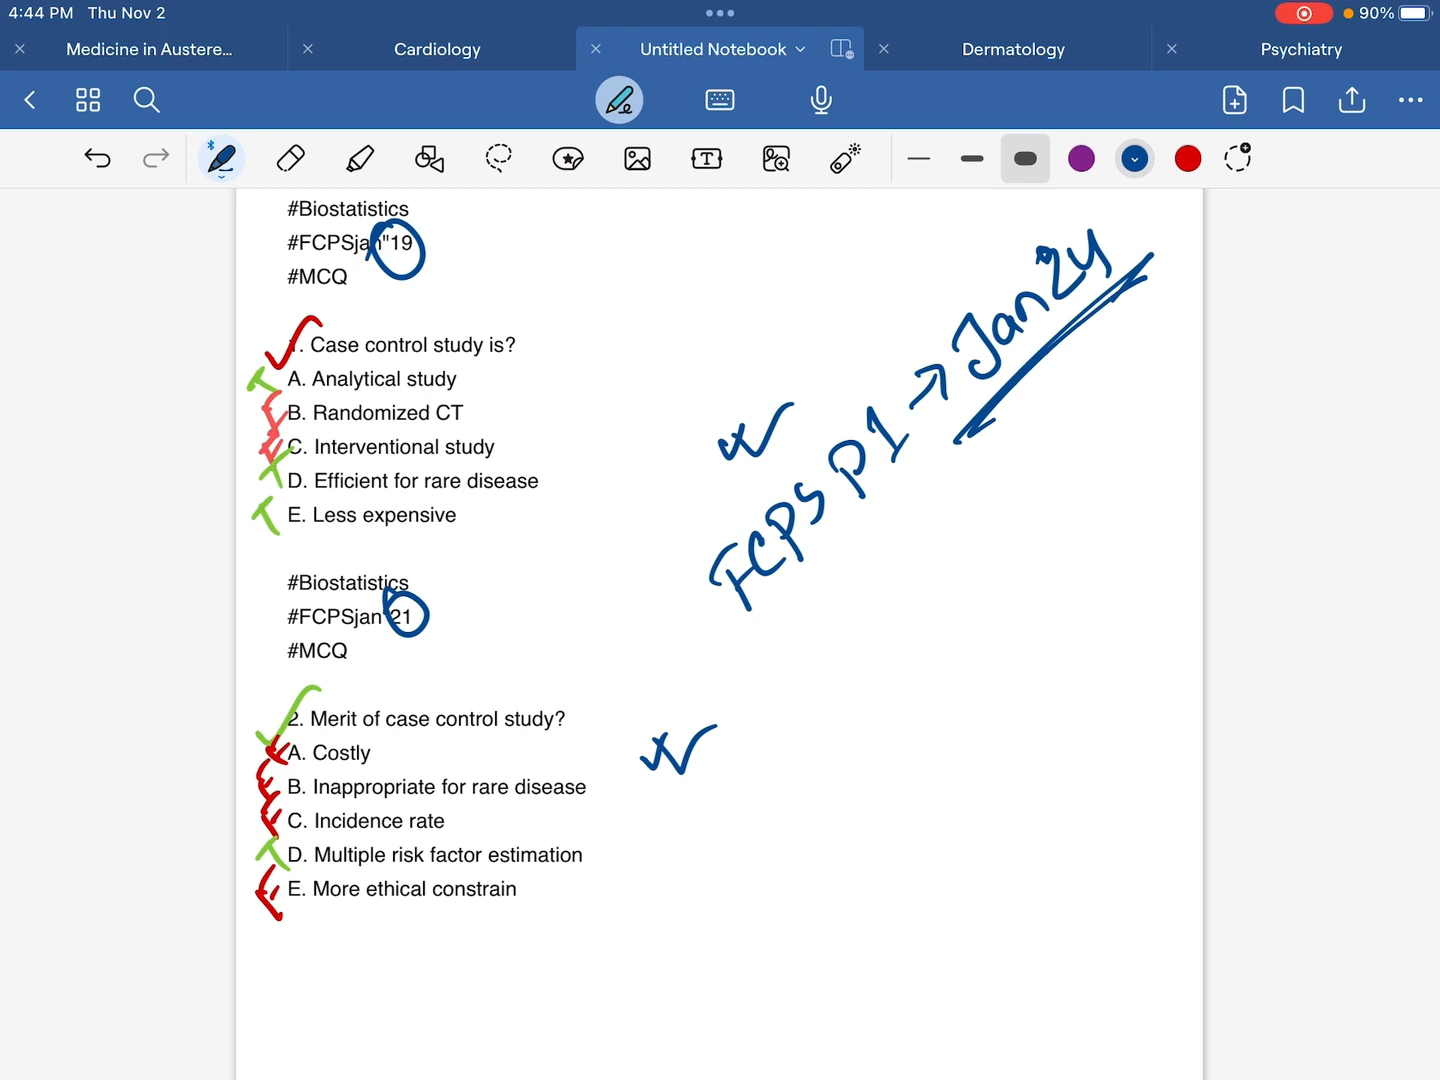 4:44 PM Thu Nov 2
90%
Medicine in Austere...
Cardiology
Untitled Notebook
Dermatology
Psychiatry
#Biostatistics
#FCPSjan"19
#MCQ
1. Case control study is?
T A. Analytical study
F B. Randomized CT
F C. Interventional study
T D. Efficient for rare disease
T E. Less expensive
FCPS P1 → Jan 24
#Biostatistics
#FCPSjan"21
#MCQ
2. Merit of case control study?
F A. Costly
F B. Inappropriate for rare disease
F C. Incidence rate
T D. Multiple risk factor estimation
F E. More ethical constrain